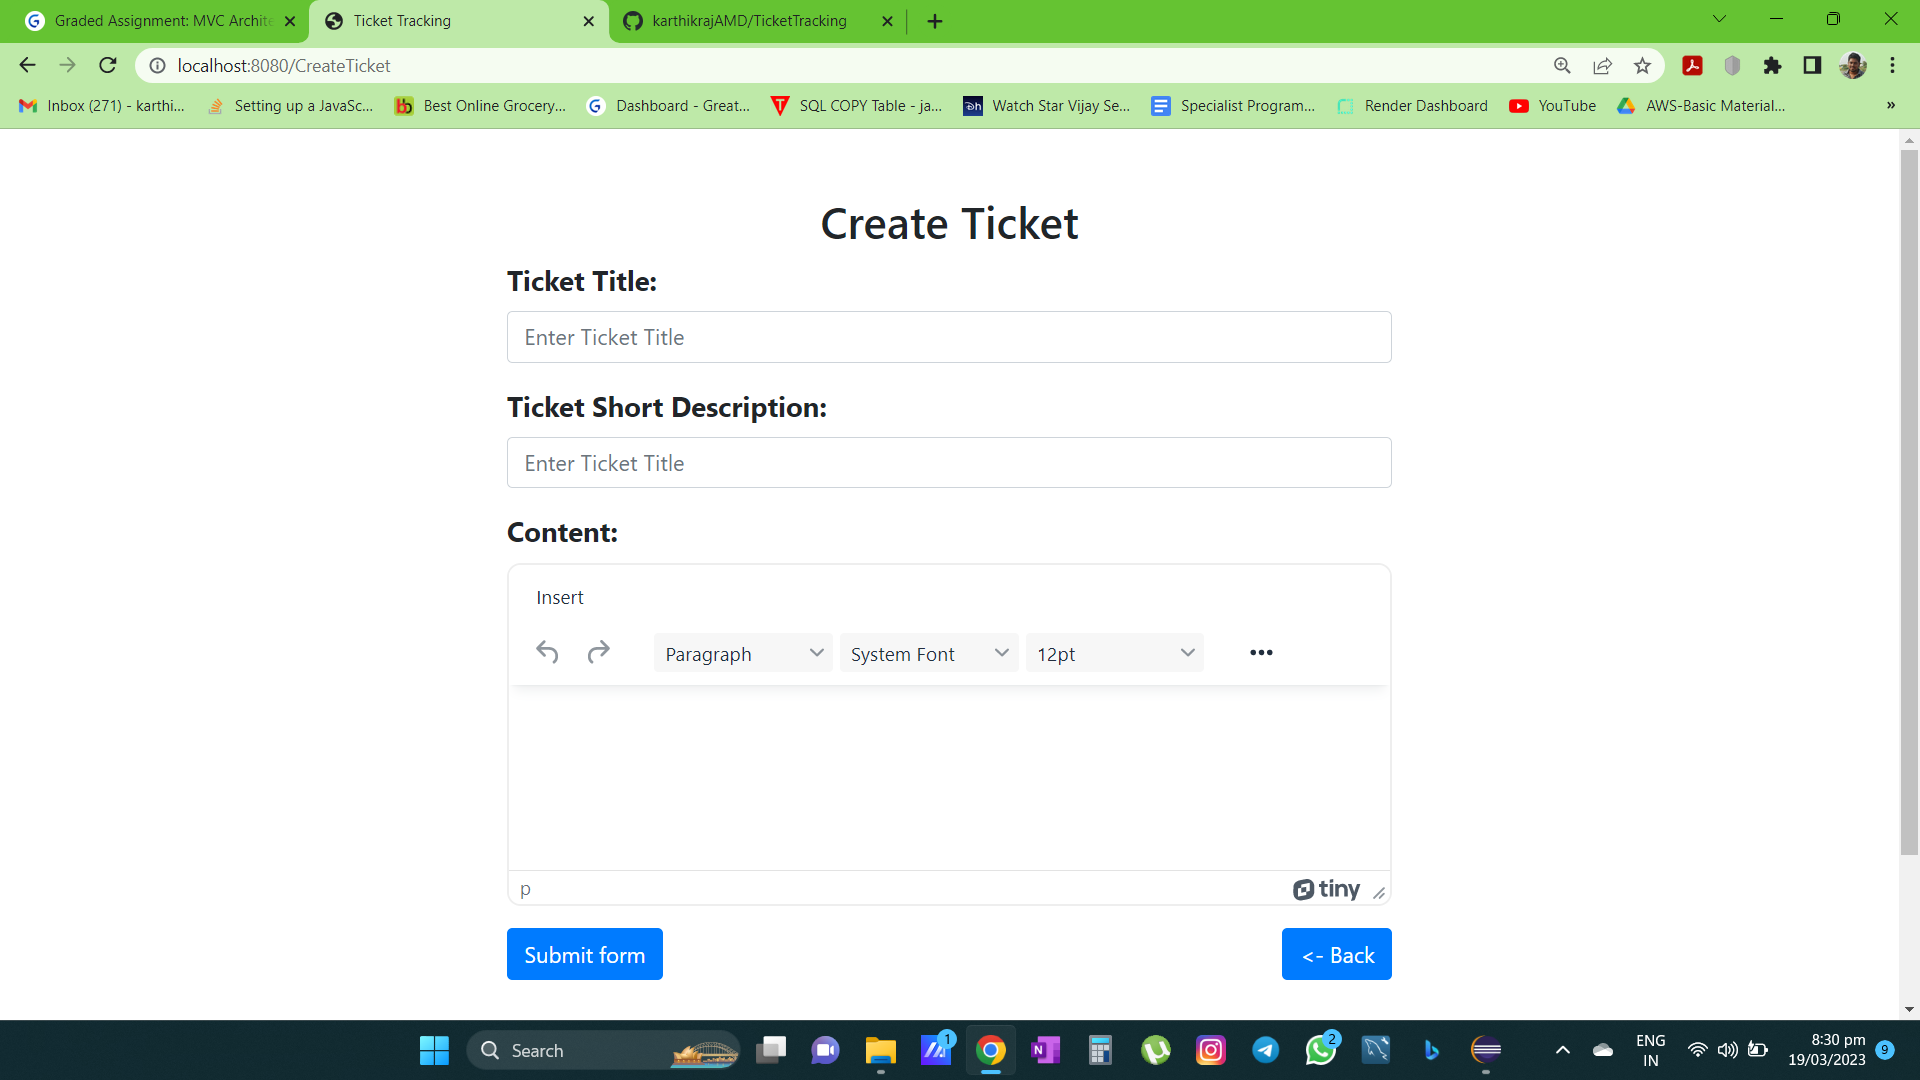 Graded Assignment: MVC Archite
Ticket Tracking
karthikrajAMD/TicketTracking
localhost:8080/CreateTicket
Inbox (271) - karthi...
Setting up a JavaSc...
Best Online Grocery...
Dashboard - Great...
SQL COPY Table - ja...
Watch Star Vijay Se...
Specialist Program...
Render Dashboard
YouTube
AWS-Basic Material...
»
Create Ticket
Ticket Title:
Enter Ticket Title
Ticket Short Description:
Enter Ticket Title
Content:
Insert
Paragraph
System Font
12pt
p
tiny
Submit form
<- Back
Search
1
2
ENG
IN
8:30 pm
19/03/2023
9